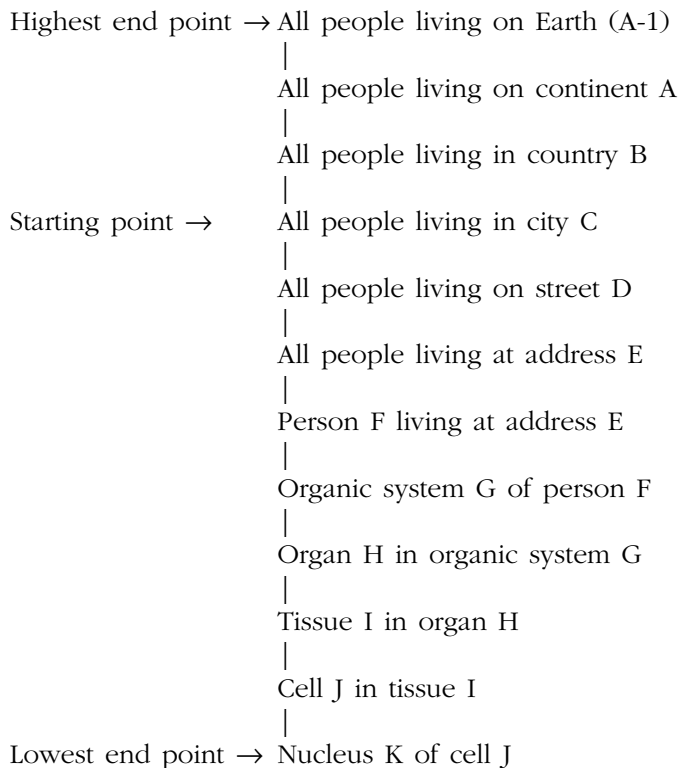 Highest end point → All people living on Earth (A-1)
All people living on continent A
All people living in country B
Starting point → All people living in city C
All people living on street D
All people living at address E
Person F living at address E
Organic system G of person F
Organ H in organic system G
Tissue I in organ H
Cell J in tissue I
Lowest end point → Nucleus K of cell J